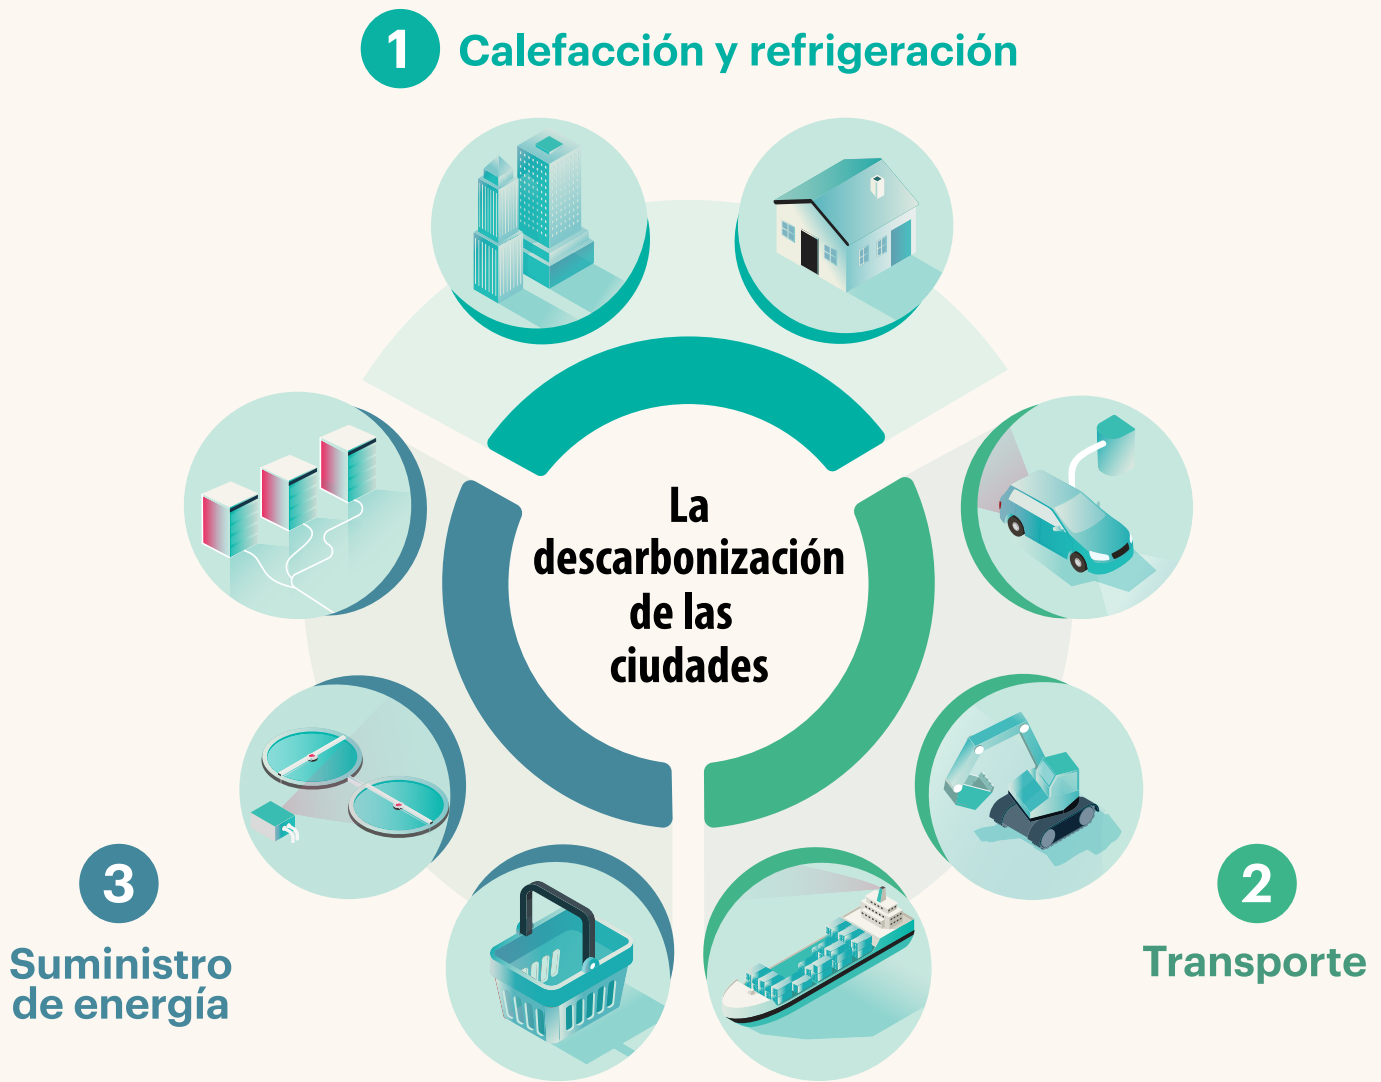 1 Calefacción y refrigeración
La
descarbonización
de las
ciudades
2
Transporte
3
Suministro
de energía